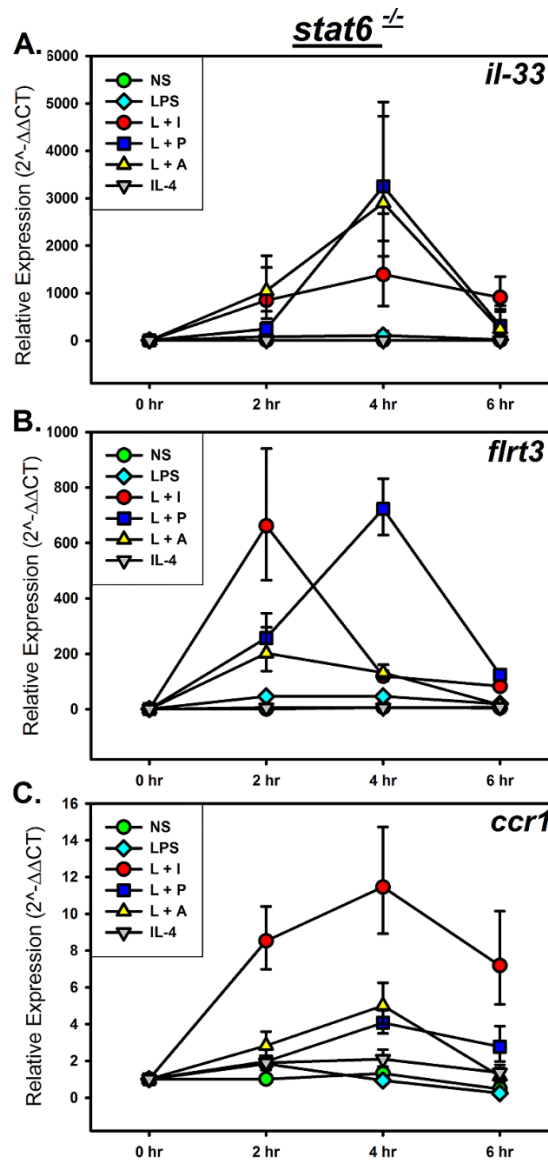 stat6 -/-
A.
il-33
Relative Expression (2^-ΔΔCT)
6000
5000
4000
3000
2000
1000
0
NS
LPS
L + I
L + P
L + A
IL-4
0 hr 2 hr 4 hr 6 hr
B.
flrt3
Relative Expression (2^-ΔΔCT)
1000
800
600
400
200
0
NS
LPS
L + I
L + P
L + A
IL-4
0 hr 2 hr 4 hr 6 hr
C.
ccr1
Relative Expression (2^-ΔΔCT)
16
14
12
10
8
6
4
2
0
NS
LPS
L + I
L + P
L + A
IL-4
0 hr 2 hr 4 hr 6 hr